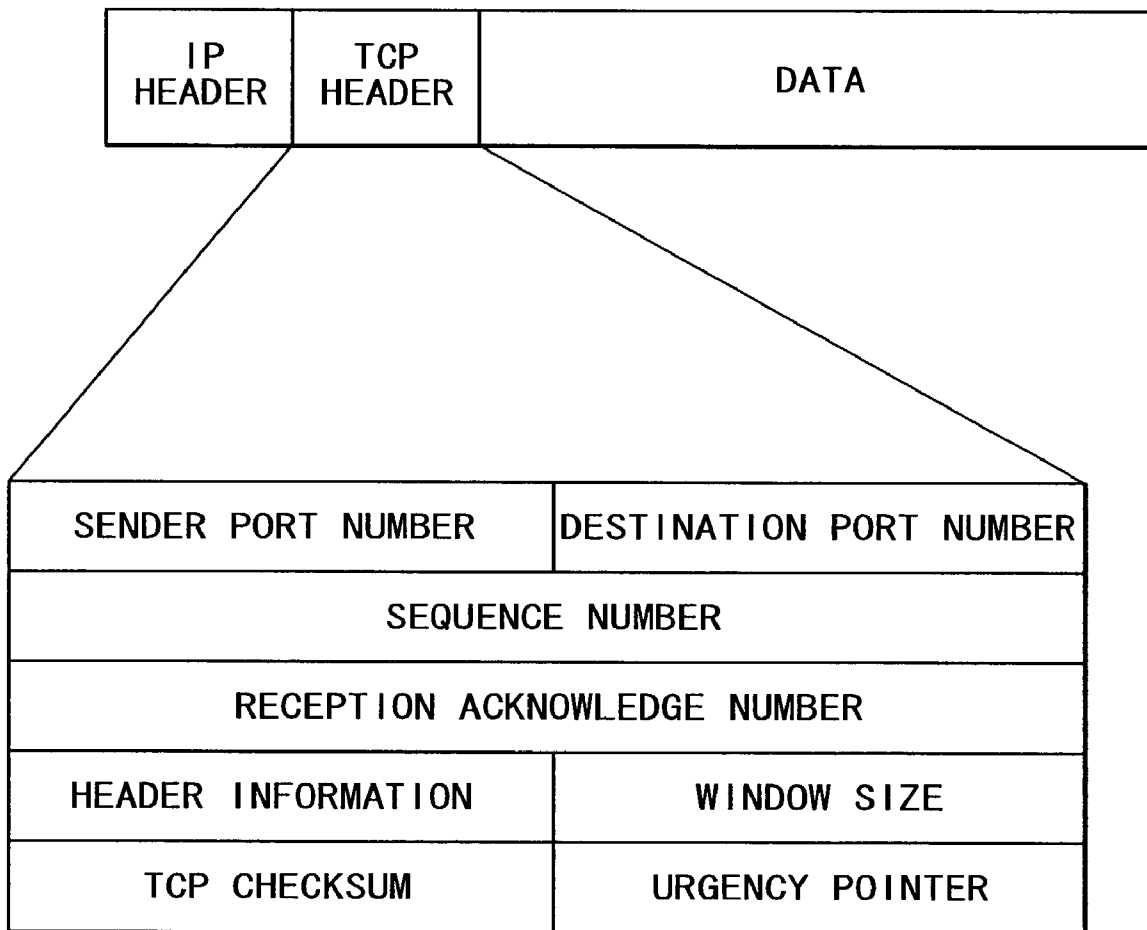 IP
HEADER
TCP
HEADER
DATA
SENDER PORT NUMBER
DESTINATION PORT NUMBER
SEQUENCE NUMBER
RECEPTION ACKNOWLEDGE NUMBER
HEADER INFORMATION
WINDOW SIZE
TCP CHECKSUM
URGENCY POINTER